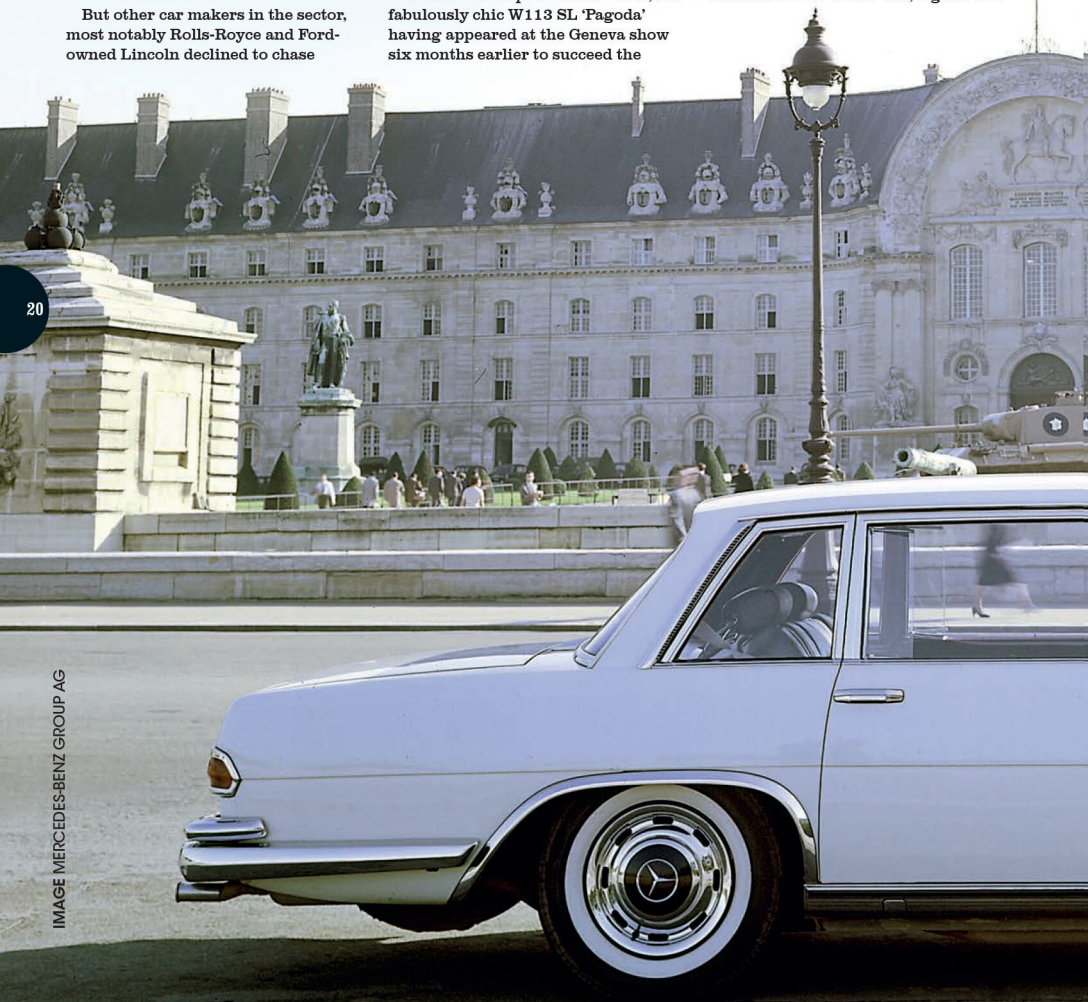 But other car makers in the sector,
most notably Rolls-Royce and Ford-
owned Lincoln declined to chase
fabulously chic W113 SL ‘Pagoda’
having appeared at the Geneva show
six months earlier to succeed the
20
IMAGE MERCEDES-BENZ GROUP AG